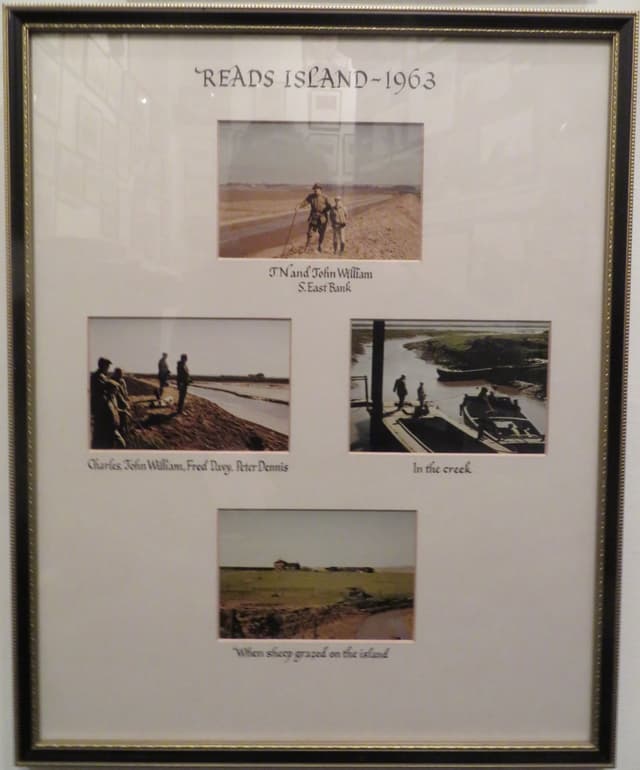 READS ISLAND - 1963
T N and John William
S. East Bank
Charles, John William, Fred Davy, Peter Dennis
In the creek
When sheep grazed on the island